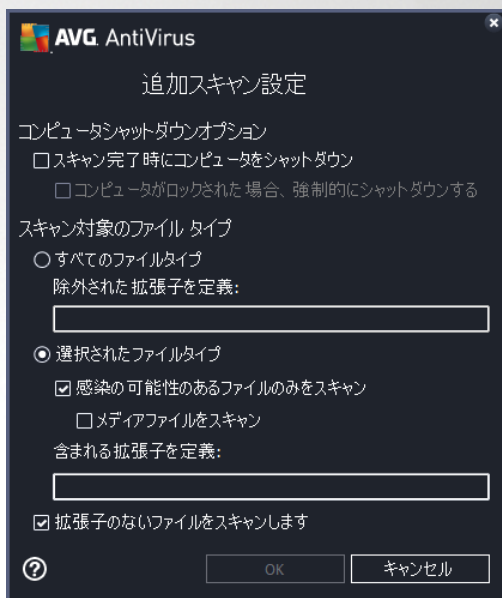 AVG AntiVirus
追加スキャン設定
コンピュータシャットダウンオプション
スキャン完了時にコンピュータをシャットダウン
コンピュータがロックされた場合、強制的にシャットダウンする
スキャン対象のファイル タイプ
すべてのファイルタイプ
除外された拡張子を定義:
選択されたファイルタイプ
感染の可能性のあるファイルのみをスキャン
メディアファイルをスキャン
含まれる拡張子を定義:
拡張子のないファイルをスキャンします
? OK キャンセル